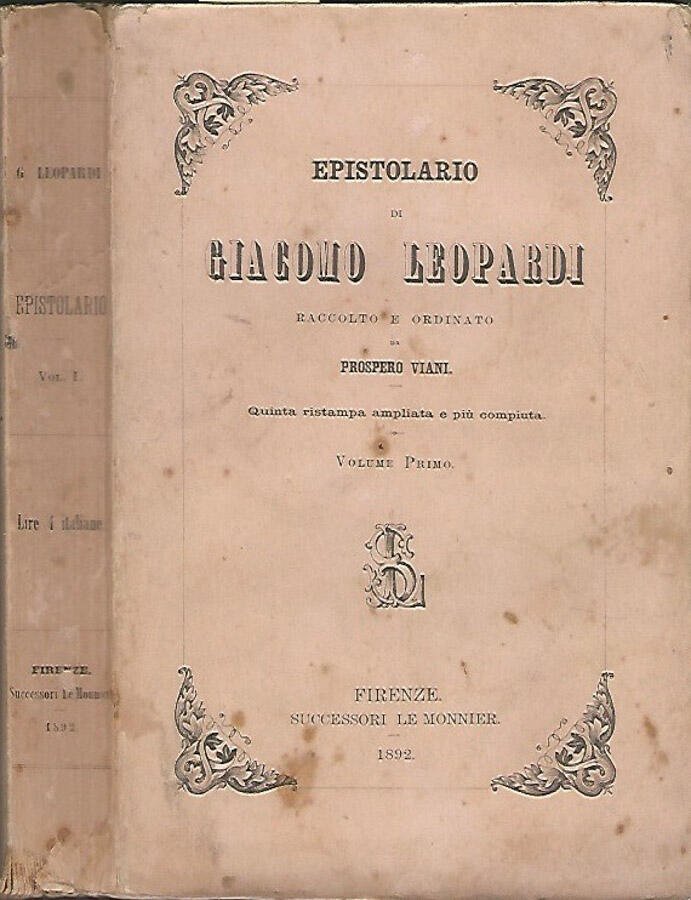 G. LEOPARDI
EPISTOLARIO
VOL. I.
Lire 4 italiane
FIRENZE.
Successori Le Monnier
1892
EPISTOLARIO
DI
GIACOMO LEOPARDI
RACCOLTO E ORDINATO
DA
PROSPERO VIANI.
Quinta ristampa ampliata e più compiuta.
VOLUME PRIMO.
FIRENZE.
SUCCESSORI LE MONNIER.
1892.